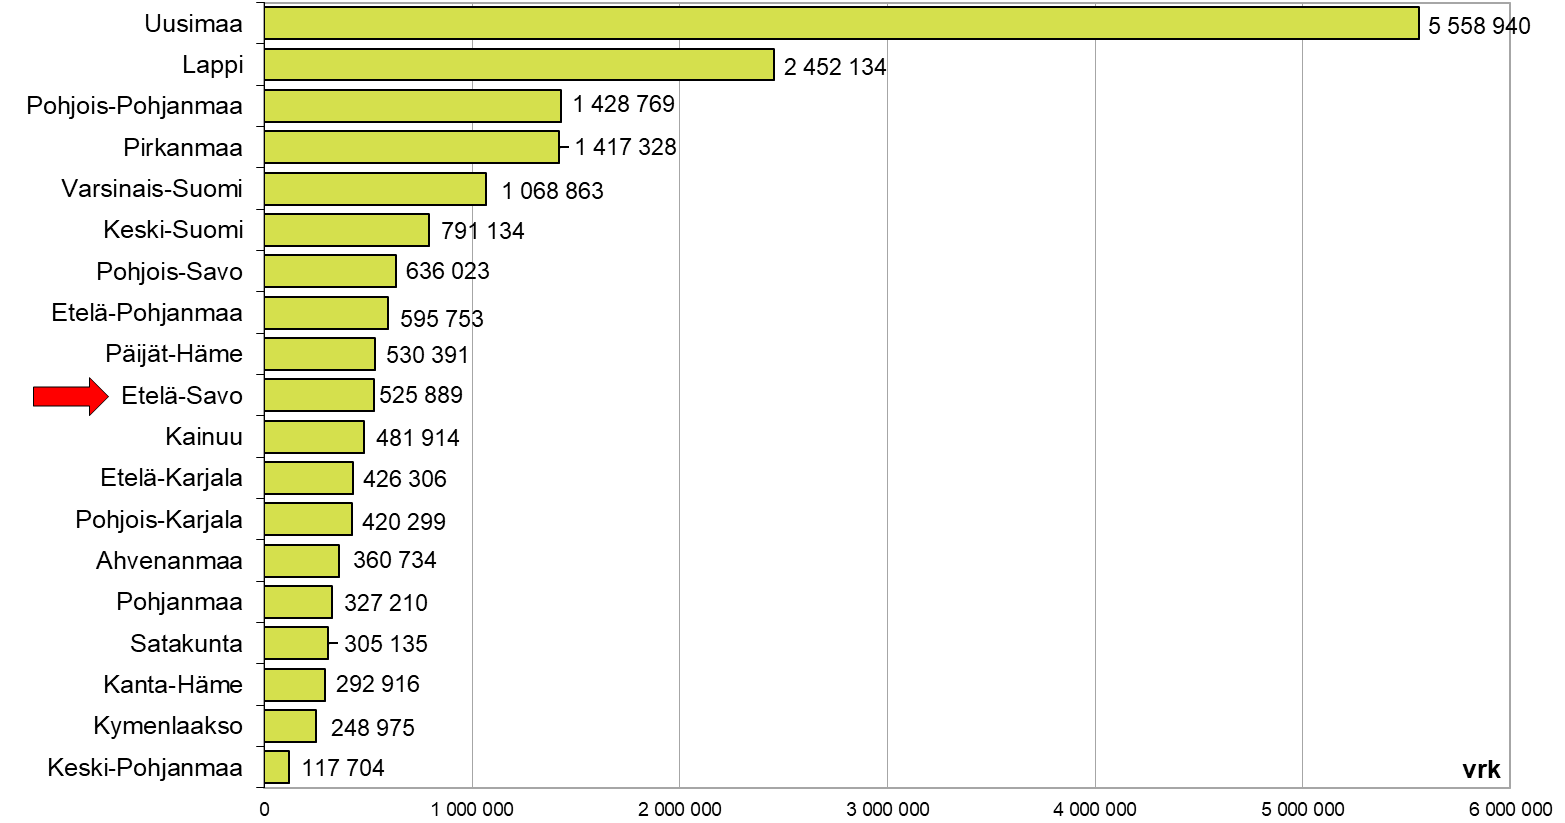 Uusimaa 5 558 940
Lappi 2 452 134
Pohjois-Pohjanmaa 1 428 769
Pirkanmaa 1 417 328
Varsinais-Suomi 1 068 863
Keski-Suomi 791 134
Pohjois-Savo 636 023
Etelä-Pohjanmaa 595 753
Päijät-Häme 530 391
Etelä-Savo 525 889
Kainuu 481 914
Etelä-Karjala 426 306
Pohjois-Karjala 420 299
Ahvenanmaa 360 734
Pohjanmaa 327 210
Satakunta 305 135
Kanta-Häme 292 916
Kymenlaakso 248 975
Keski-Pohjanmaa 117 704 vrk
0 1 000 000 2 000 000 3 000 000 4 000 000 5 000 000 6 000 000